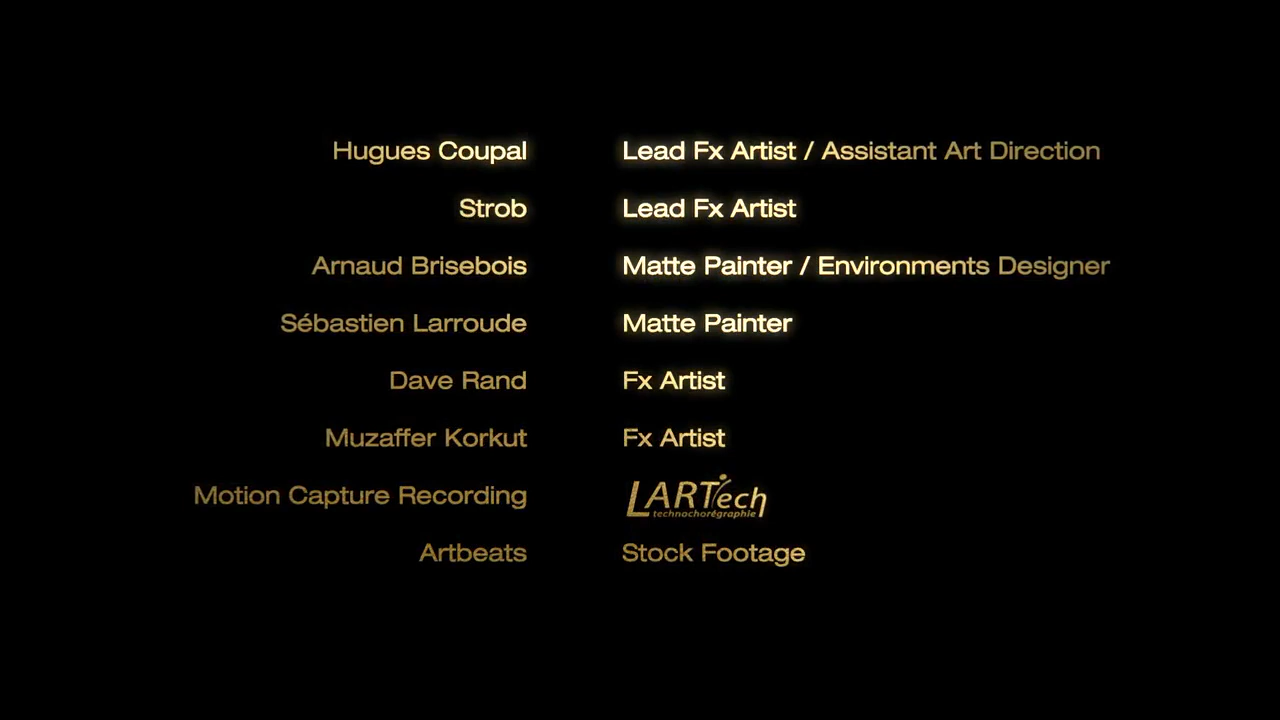 Hugues Coupal Lead Fx Artist / Assistant Art Direction
Strob Lead Fx Artist
Arnaud Brisebois Matte Painter / Environments Designer
Sébastien Larroude Matte Painter
Dave Rand Fx Artist
Muzaffer Korkut Fx Artist
Motion Capture Recording LARTech
technochorégraphie
Artbeats Stock Footage